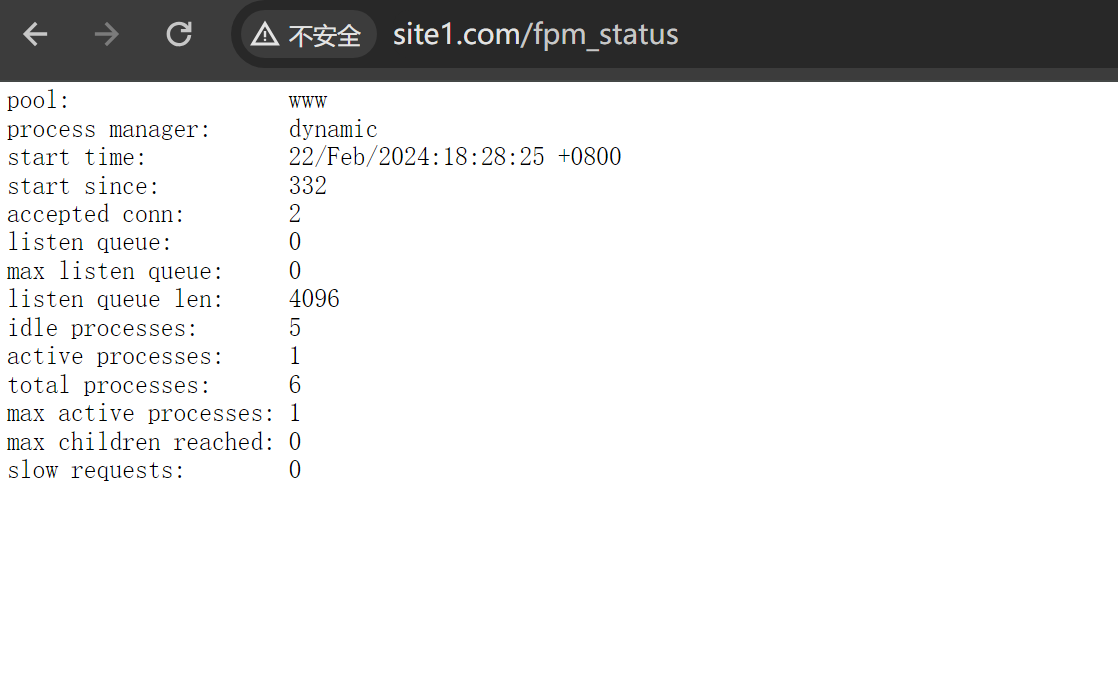 不安全 site1.com/fpm_status
pool: www
process manager: dynamic
start time: 22/Feb/2024:18:28:25 +0800
start since: 332
accepted conn: 2
listen queue: 0
max listen queue: 0
listen queue len: 4096
idle processes: 5
active processes: 1
total processes: 6
max active processes: 1
max children reached: 0
slow requests: 0